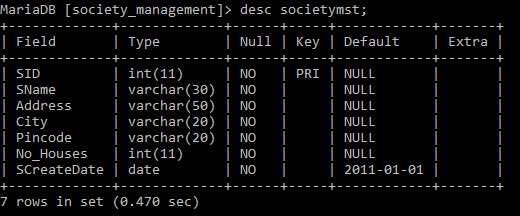 MariaDB [society_management]> desc societymst;
+-------------+-------------+------+-----+------------+-------+
| Field       | Type        | Null | Key | Default    | Extra |
+-------------+-------------+------+-----+------------+-------+
| SID         | int(11)     | NO   | PRI | NULL       |       |
| SName       | varchar(30) | NO   |     | NULL       |       |
| Address     | varchar(50) | NO   |     | NULL       |       |
| City        | varchar(20) | NO   |     | NULL       |       |
| Pincode     | varchar(20) | NO   |     | NULL       |       |
| No_Houses   | int(11)     | NO   |     | NULL       |       |
| SCreateDate | date        | NO   |     | 2011-01-01 |       |
+-------------+-------------+------+-----+------------+-------+
7 rows in set (0.470 sec)